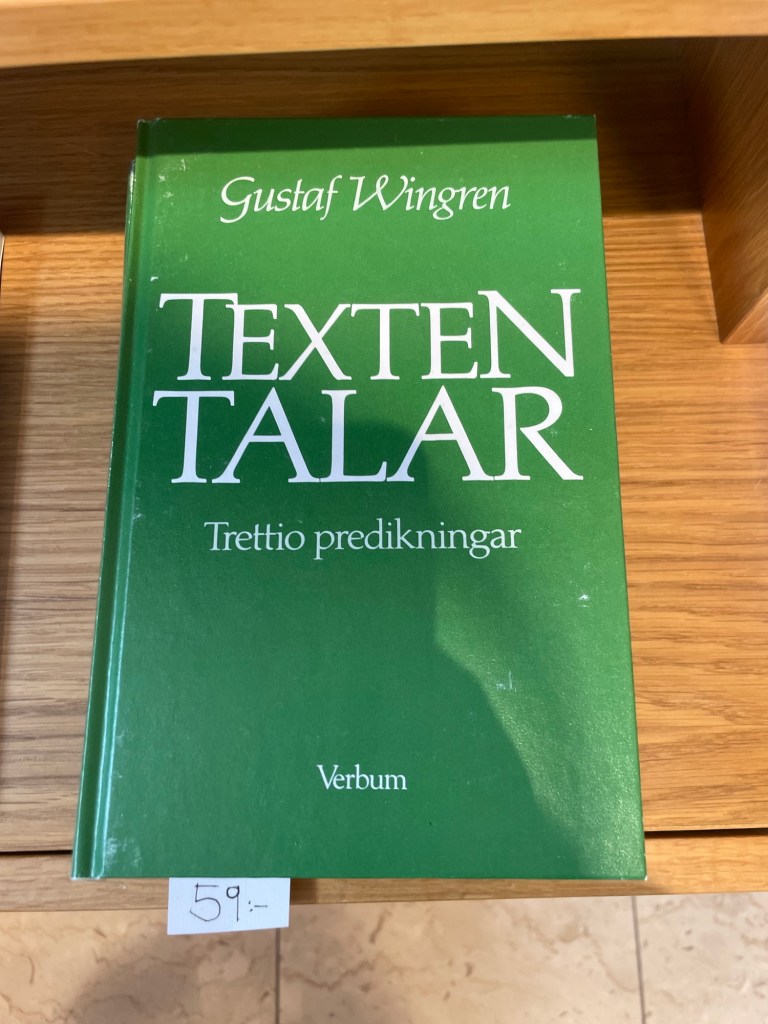 Gustaf Wingren
TEXTEN
TALAR
Trettio predikningar
Verbum
59:-